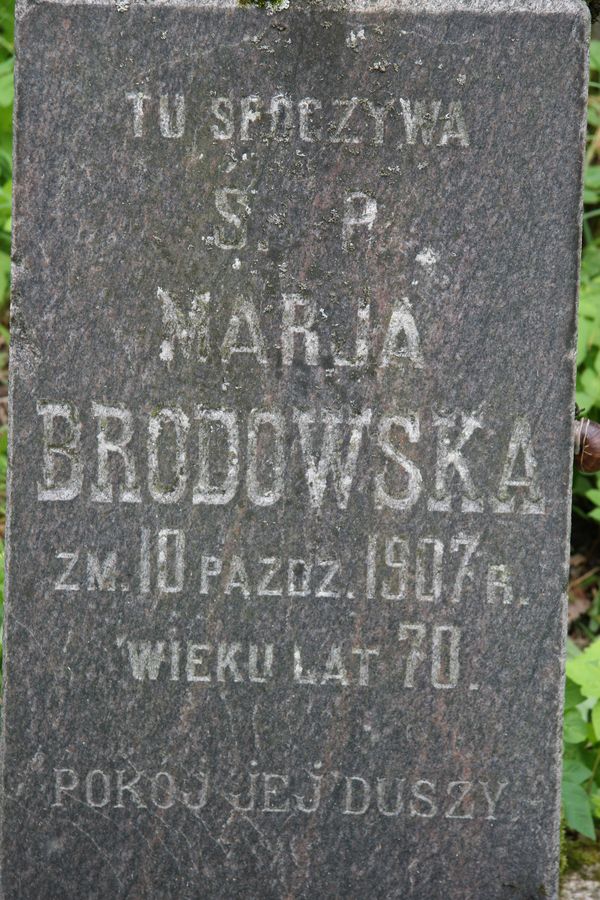 TU SPOCZYWA
Ś. P.
MARJA
BRODOWSKA
ZM. 10 PAZDZ. 1907 R.
WIEKU LAT 70.
POKÓJ JEJ DUSZY